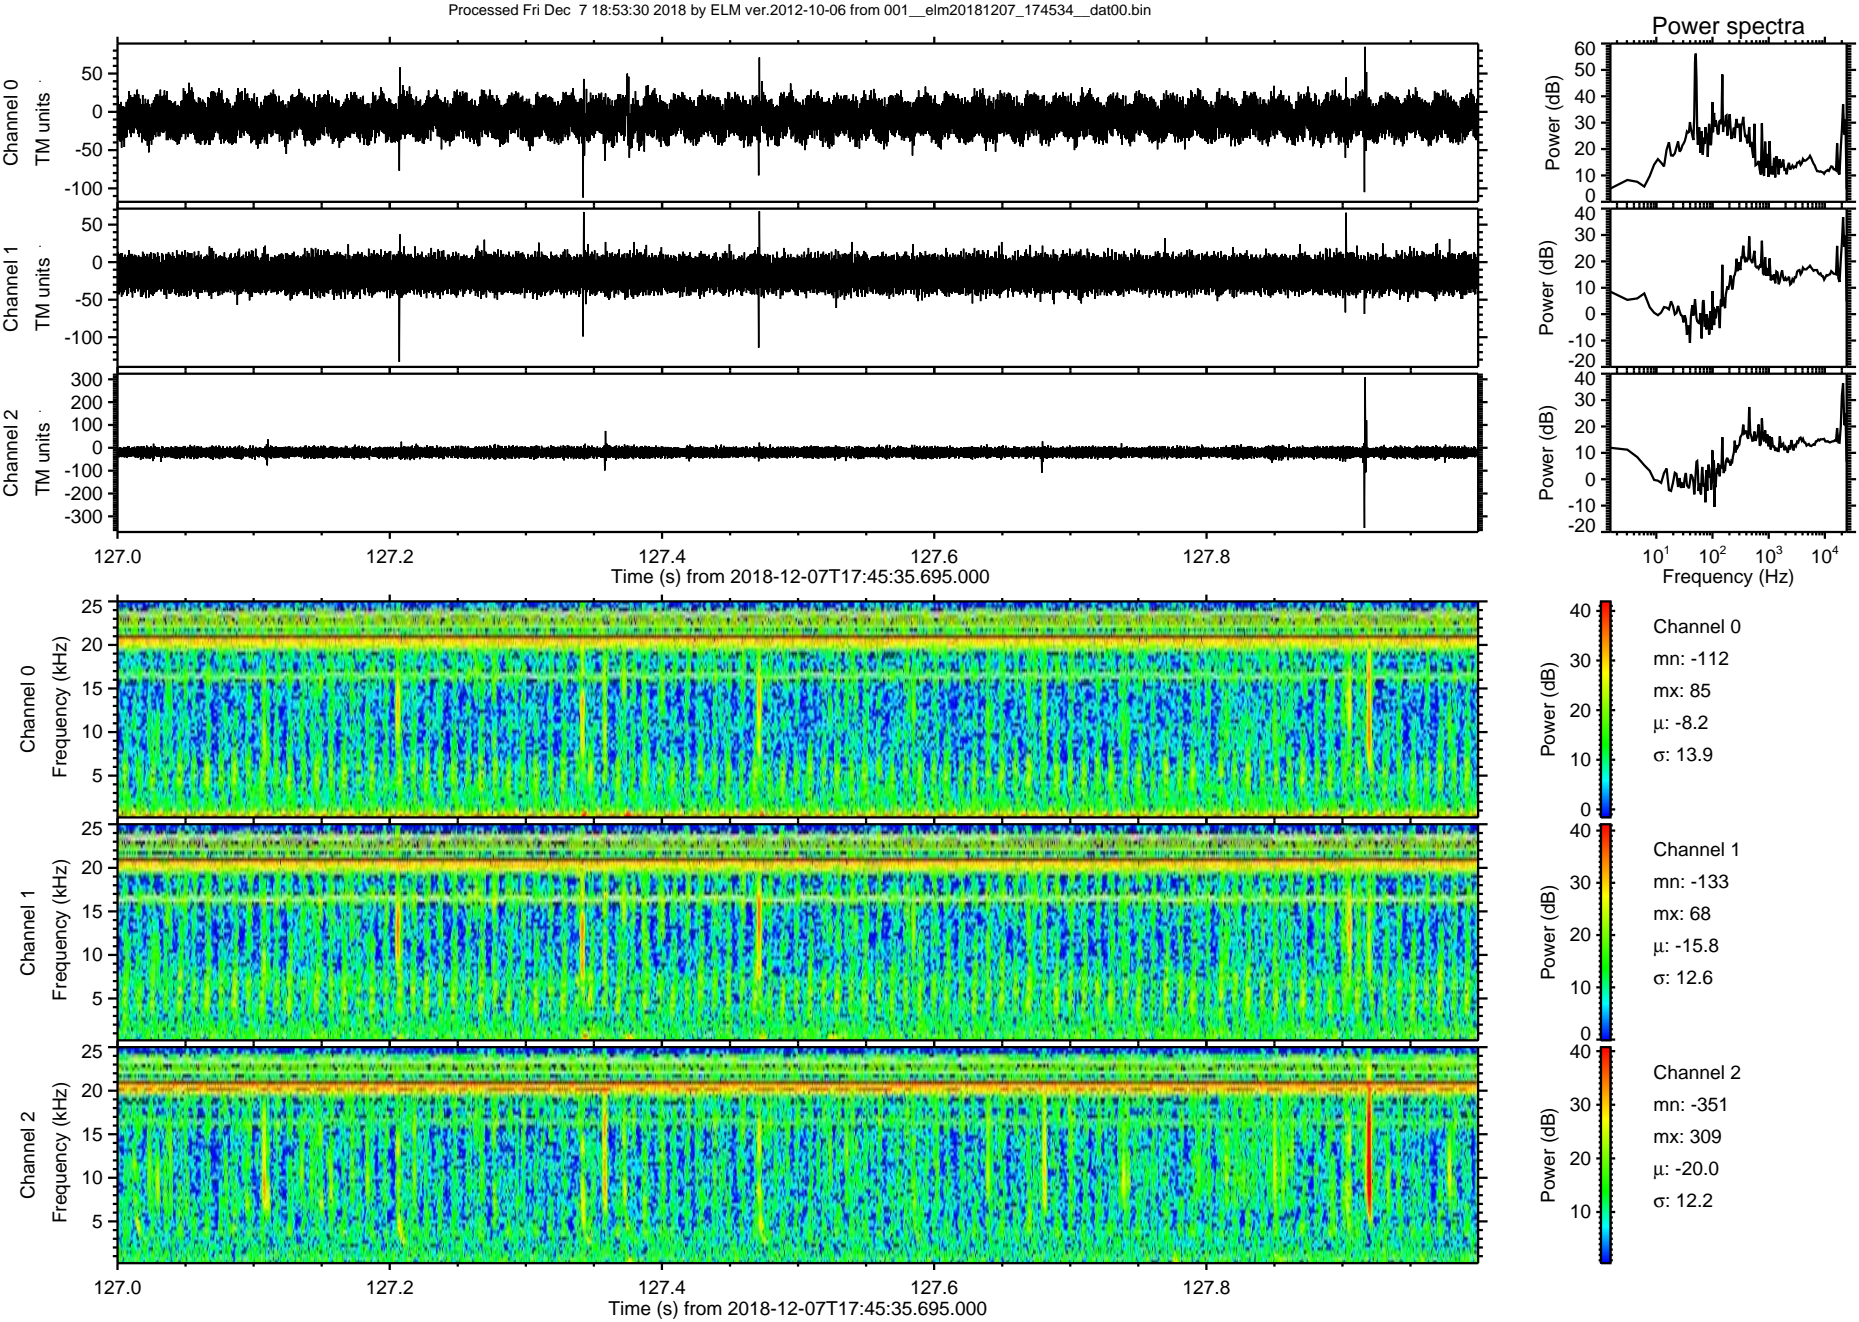 Processed Fri Dec  7 18:53:30 2018 by ELM ver.2012-10-06 from 001__elm20181207_174534__dat00.bin
Power spectra
Channel 0
TM units
50
0
-50
-100
Power (dB)
60
50
40
30
20
10
0
Channel 1
TM units
50
0
-50
-100
Power (dB)
40
30
20
10
0
-10
-20
Channel 2
TM units
300
200
100
0
-100
-200
-300
Power (dB)
40
30
20
10
0
-10
-20
127.0 127.2 127.4 127.6 127.8
Time (s) from 2018-12-07T17:45:35.695.000
10¹ 10² 10³ 10⁴
Frequency (Hz)
Channel 0
Frequency (kHz)
25
20
15
10
5
Power (dB)
40
30
20
10
0
Channel 0
mn: -112
mx: 85
μ: -8.2
σ: 13.9
Channel 1
Frequency (kHz)
25
20
15
10
5
Power (dB)
40
30
20
10
0
Channel 1
mn: -133
mx: 68
μ: -15.8
σ: 12.6
Channel 2
Frequency (kHz)
25
20
15
10
5
Power (dB)
40
30
20
10
Channel 2
mn: -351
mx: 309
μ: -20.0
σ: 12.2
127.0 127.2 127.4 127.6 127.8
Time (s) from 2018-12-07T17:45:35.695.000